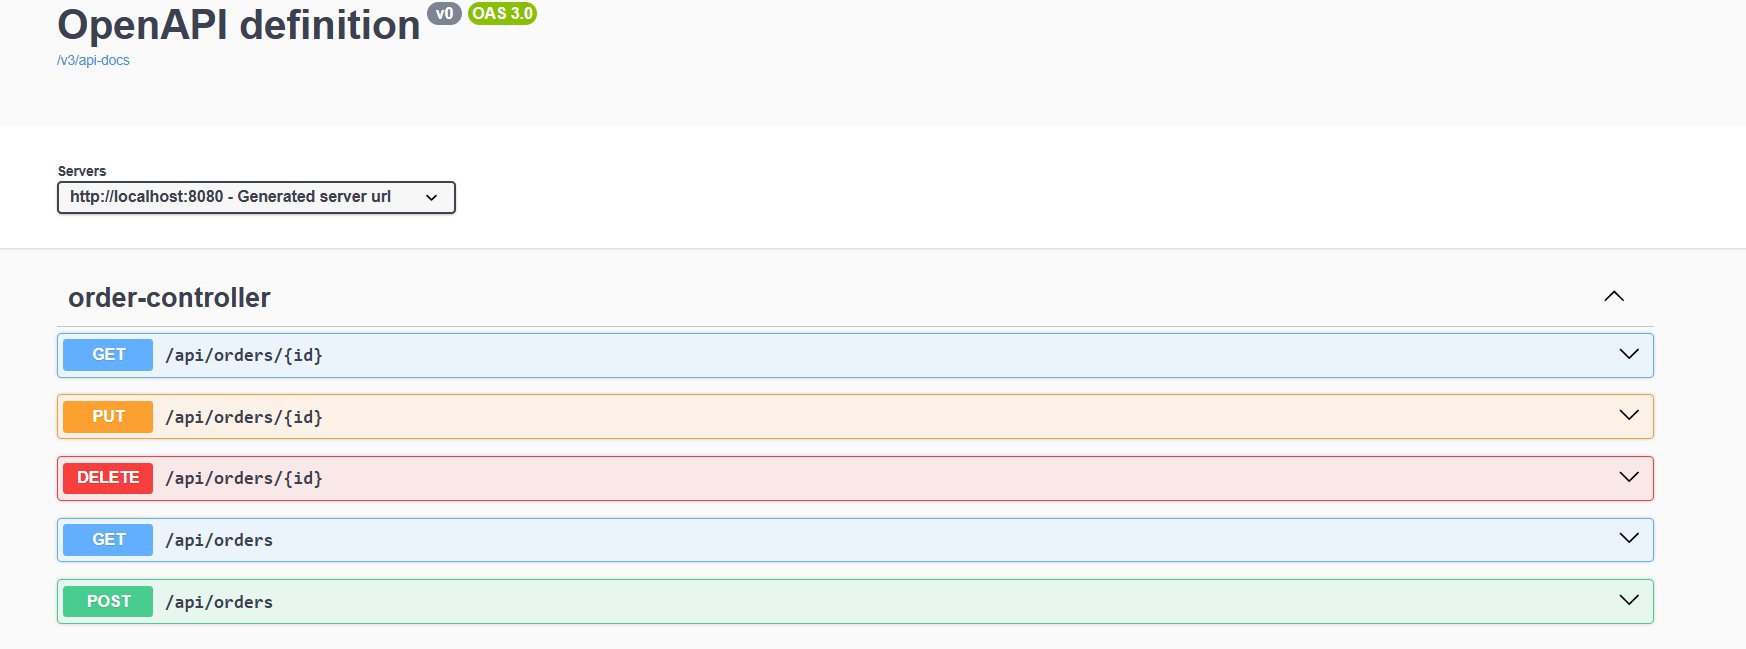 OpenAPI definition v0 OAS 3.0
/v3/api-docs
Servers
http://localhost:8080 - Generated server url
order-controller
GET /api/orders/{id}
PUT /api/orders/{id}
DELETE /api/orders/{id}
GET /api/orders
POST /api/orders